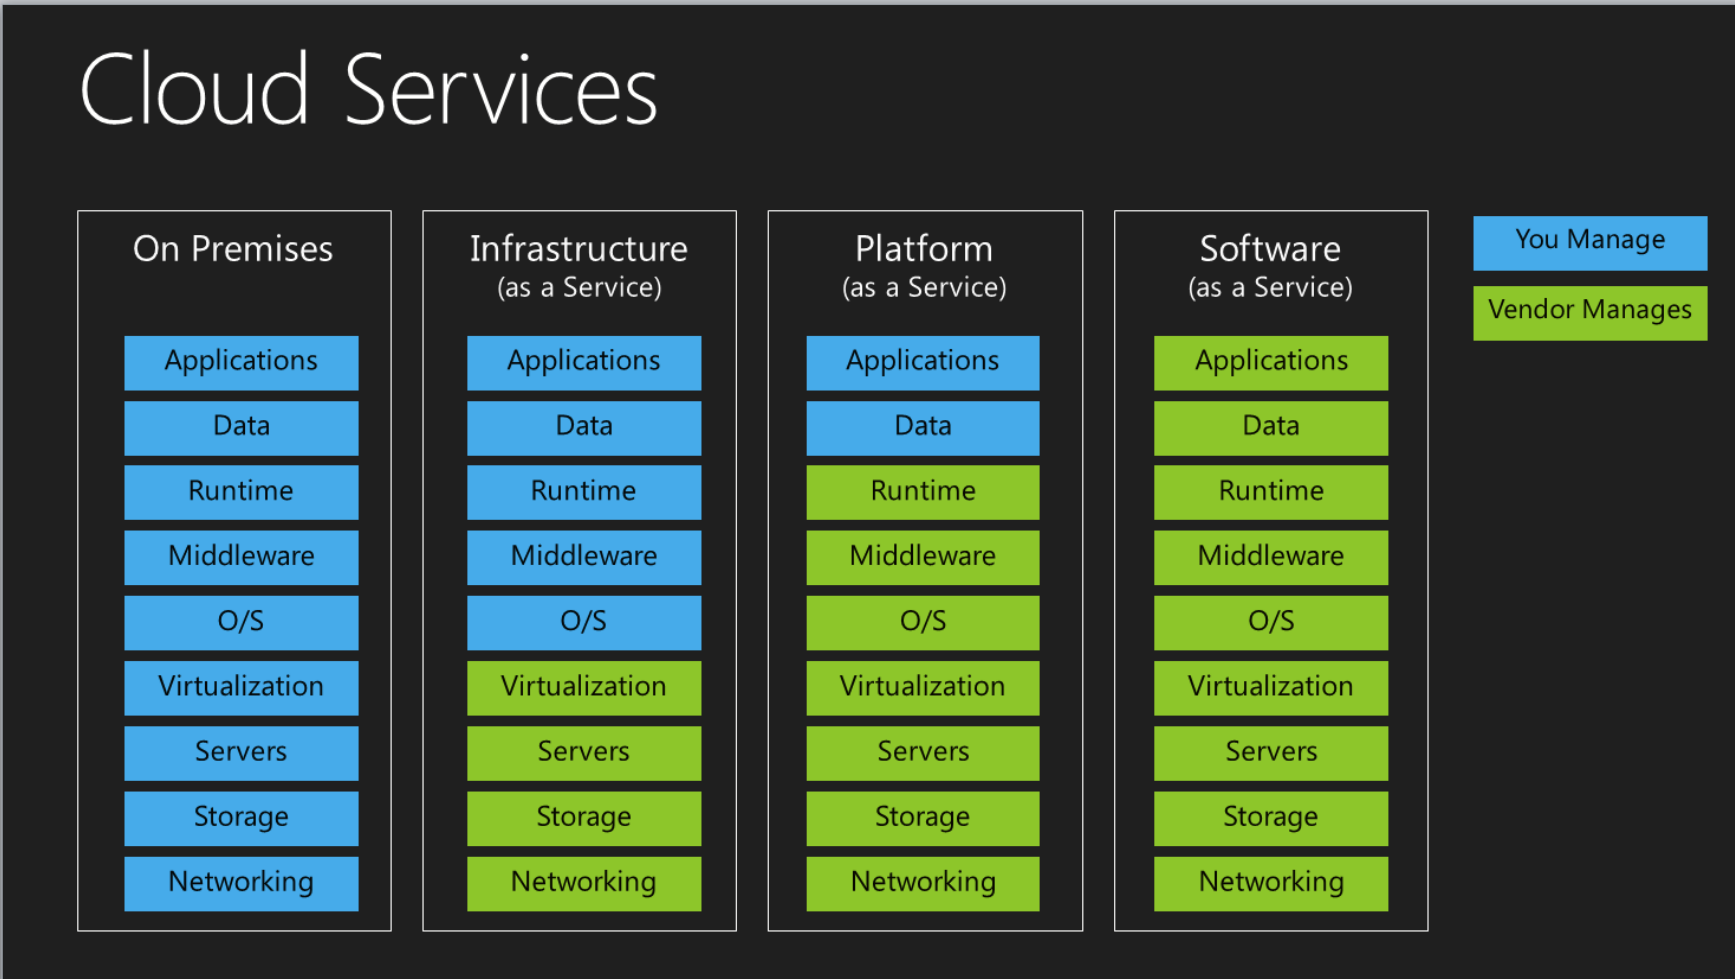 Cloud Services
On Premises
Applications
Data
Runtime
Middleware
O/S
Virtualization
Servers
Storage
Networking
Infrastructure
(as a Service)
Applications
Data
Runtime
Middleware
O/S
Virtualization
Servers
Storage
Networking
Platform
(as a Service)
Applications
Data
Runtime
Middleware
O/S
Virtualization
Servers
Storage
Networking
Software
(as a Service)
Applications
Data
Runtime
Middleware
O/S
Virtualization
Servers
Storage
Networking
You Manage
Vendor Manages